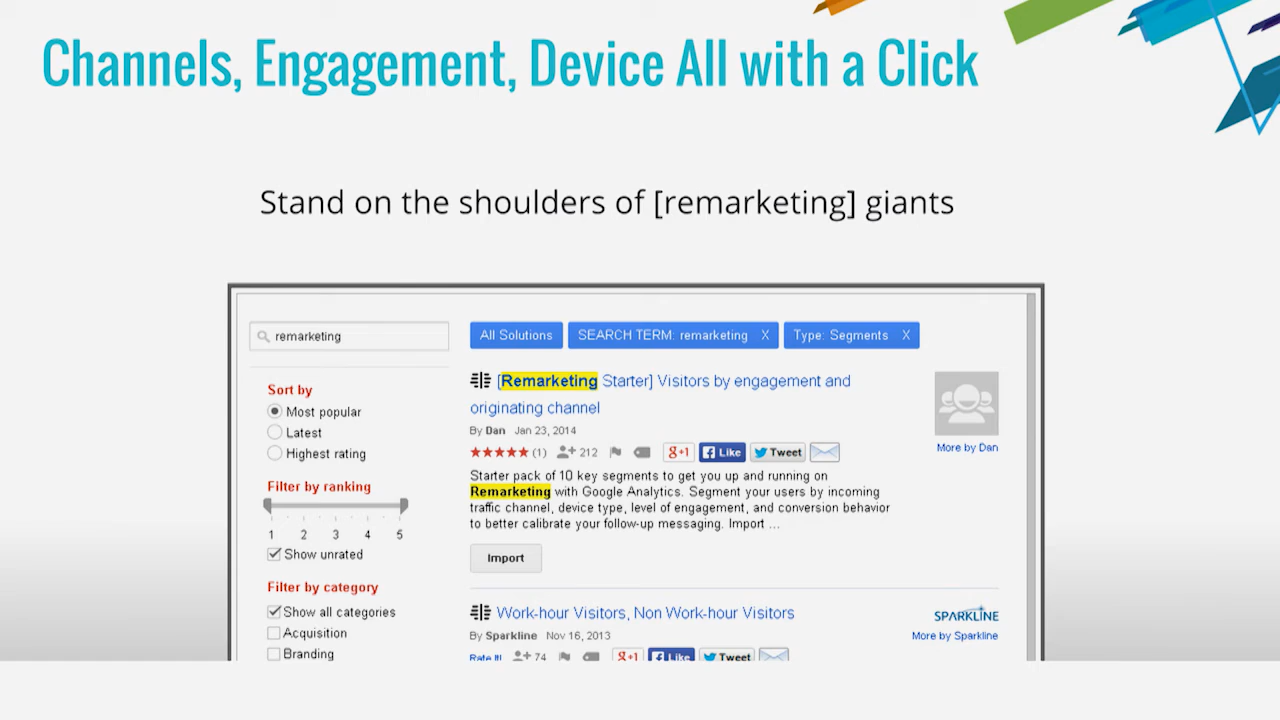 Channels, Engagement, Device All with a Click
Stand on the shoulders of [remarketing] giants
remarketing
All Solutions
SEARCH TERM: remarketing X
Type: Segments X
Sort by
Most popular
Latest
Highest rating
Filter by ranking
1 2 3 4 5
Show unrated
Filter by category
Show all categories
Acquisition
Branding
[Remarketing Starter] Visitors by engagement and
originating channel
By Dan Jan 23, 2014
(1) 212 g+1 Like Tweet
Starter pack of 10 key segments to get you up and running on
Remarketing with Google Analytics. Segment your users by incoming
traffic channel, device type, level of engagement, and conversion behavior
to better calibrate your follow-up messaging. Import ...
Import
More by Dan
Work-hour Visitors, Non Work-hour Visitors
By Sparkline Nov 16, 2013
Rate It! 74 g+1 Like Tweet
SPARKLINE
More by Sparkline